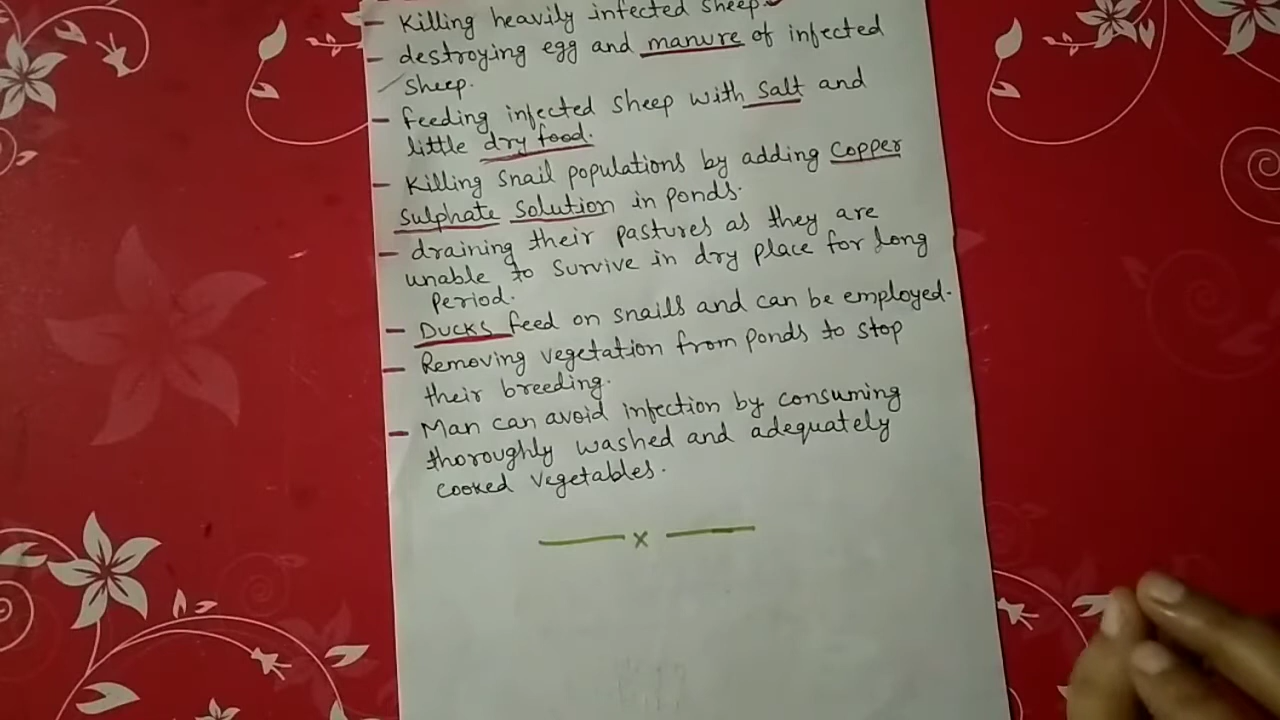 - Killing heavily infected sheep.
- destroying egg and manure of infected
sheep.
- feeding infected sheep with salt and
little dry food.
- Killing snail populations by adding copper
sulphate solution in ponds.
- draining their pastures as they are
unable to survive in dry place for long
period.
- Ducks feed on snails and can be employed.
- Removing vegetation from ponds to stop
their breeding.
- Man can avoid infection by consuming
thoroughly washed and adequately
cooked vegetables.
x